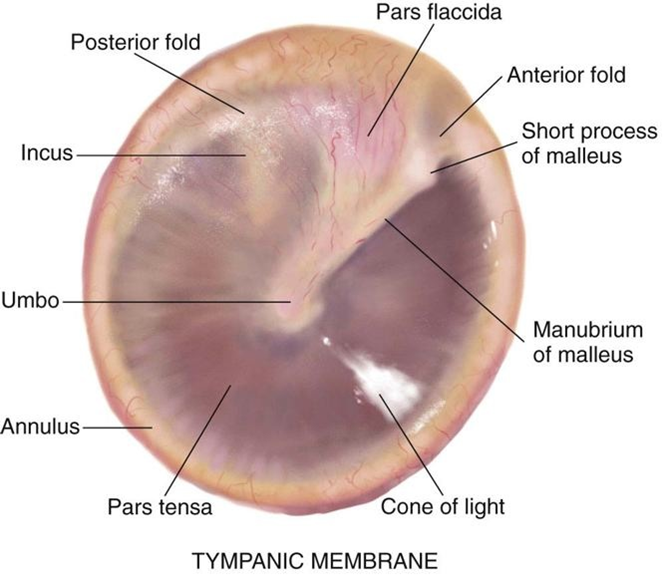 Pars flaccida
Posterior fold
Anterior fold
Short process
of malleus
Incus
Umbo
Manubrium
of malleus
Annulus
Pars tensa
Cone of light
TYMPANIC MEMBRANE